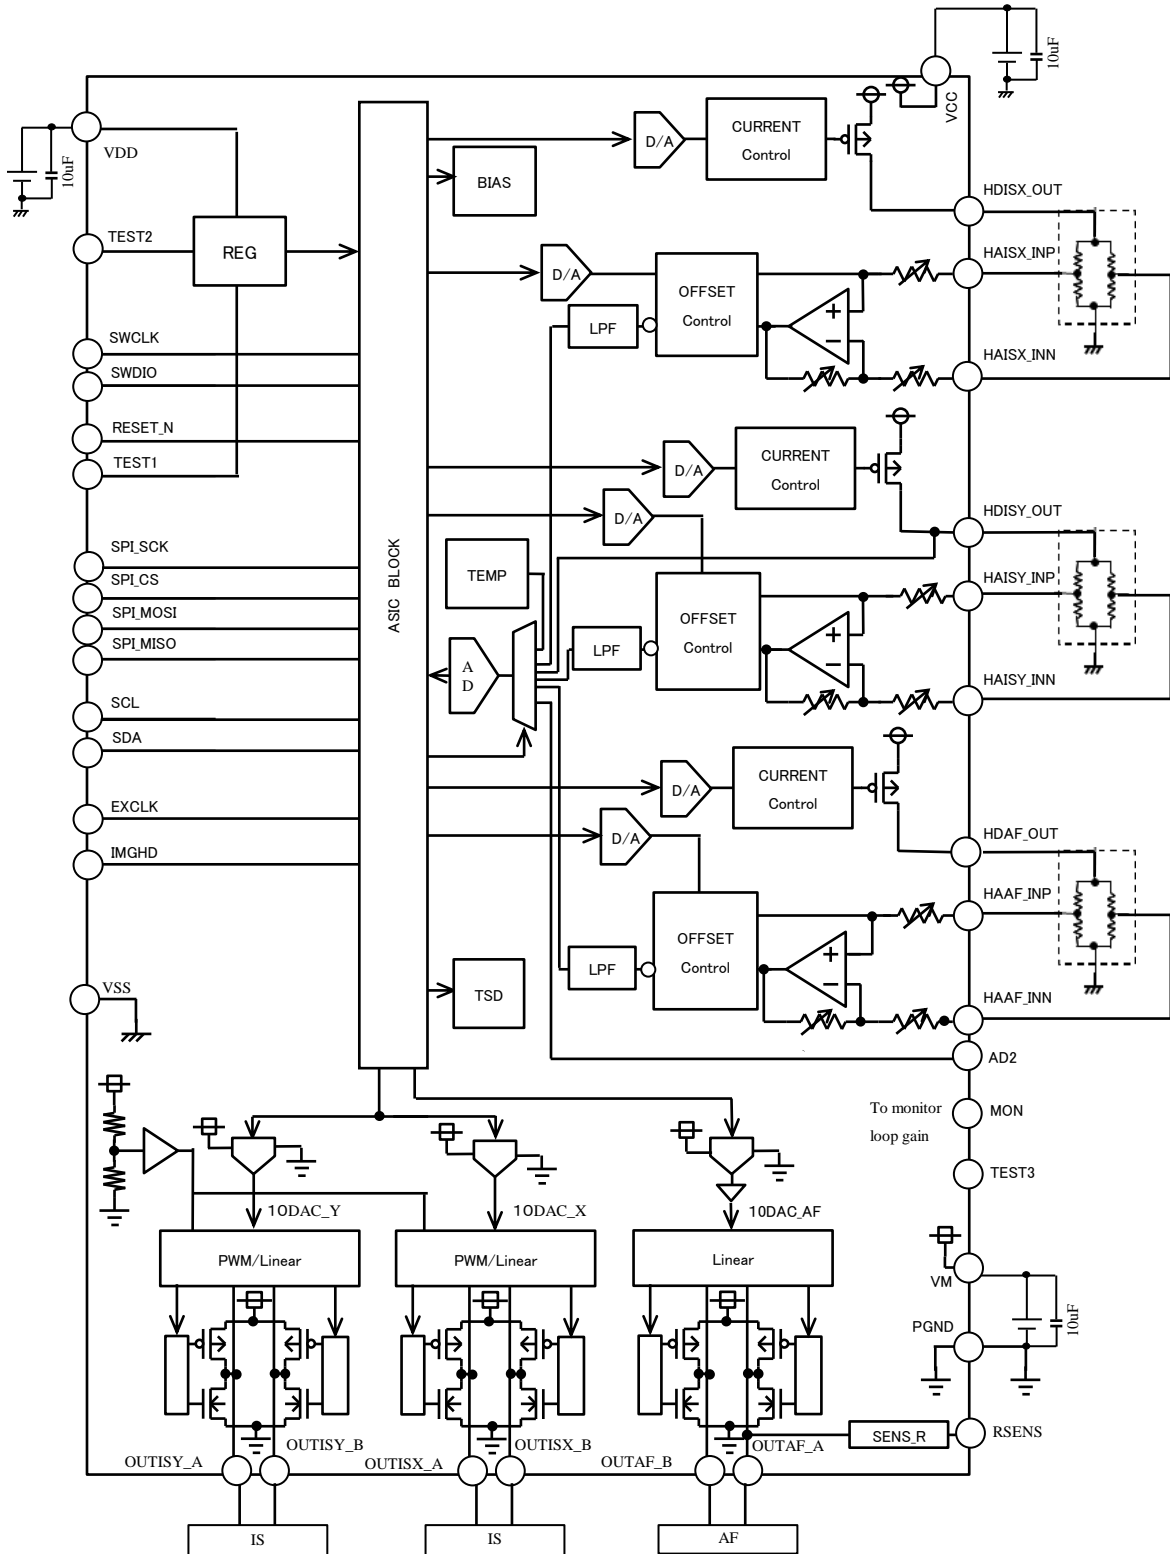 10uF
VCC
VDD
10uF
D/A
CURRENT
Control
BIAS
HDISX_OUT
TEST2
REG
HAISX_INP
D/A
OFFSET
Control
+
LPF
−
SWCLK
HAISX_INN
SWDIO
RESET_N
TEST1
D/A
CURRENT
Control
D/A
HDISY_OUT
ASIC BLOCK
SPI_SCK
TEMP
HAISY_INP
SPI_CS
OFFSET
Control
+
SPI_MOSI
SPI_MISO
LPF
−
A
D
HAISY_INN
SCL
SDA
D/A
CURRENT
Control
EXCLK
D/A
HDAF_OUT
IMGHD
HAAF_INP
OFFSET
Control
+
LPF
−
VSS
TSD
HAAF_INN
AD2
To monitor
loop gain
MON
TEST3
10DAC_Y
10DAC_X
10DAC_AF
PWM/Linear
PWM/Linear
Linear
VM
10uF
PGND
OUTISY_B
OUTISX_B
OUTAF_A
SENS_R
RSENS
OUTISY_A
OUTISX_A
OUTAF_B
IS
IS
AF